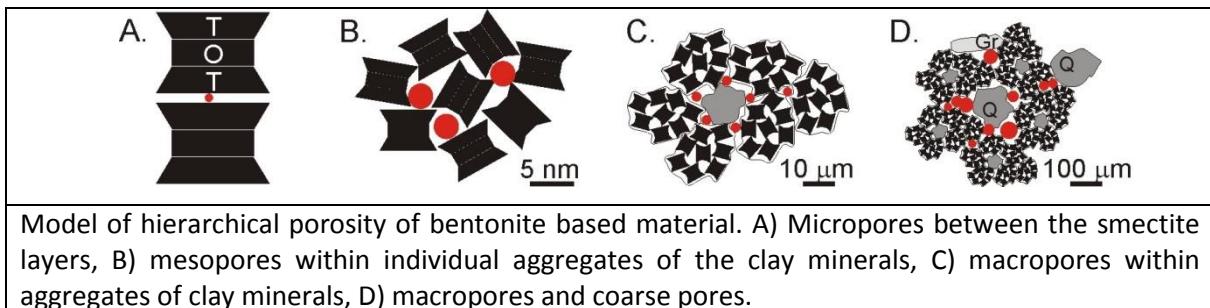 A. B. C. D.
T
O
T
Gr
Q
Q
5 nm 10 μm 100 μm
Model of hierarchical porosity of bentonite based material. A) Micropores between the smectite
layers, B) mesopores within individual aggregates of the clay minerals, C) macropores within
aggregates of clay minerals, D) macropores and coarse pores.